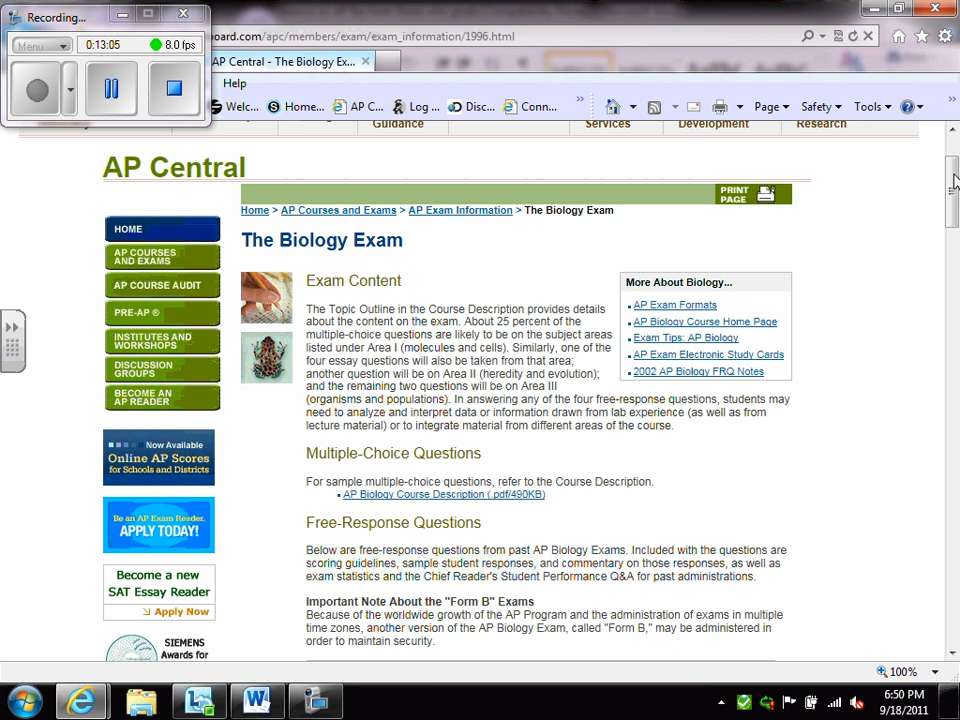 Recording...
Menu
0:13:05
8.0 fps
board.com/apc/members/exam/exam_information/1996.html
AP Central - The Biology Ex...
Help
Welc...
Home...
AP C...
Log ...
Disc...
Conn...
Page
Safety
Tools
Guidance
Services
Development
Research
AP Central
PRINT
PAGE
Home > AP Courses and Exams > AP Exam Information > The Biology Exam
HOME
AP COURSES
AND EXAMS
AP COURSE AUDIT
PRE-AP ®
INSTITUTES AND
WORKSHOPS
DISCUSSION
GROUPS
BECOME AN
AP READER
Now Available
Online AP Scores
for Schools and Districts
Be an AP Exam Reader.
APPLY TODAY!
Become a new
SAT Essay Reader
Apply Now
SIEMENS
Awards for
The Biology Exam
Exam Content
The Topic Outline in the Course Description provides details
about the content on the exam. About 25 percent of the
multiple-choice questions are likely to be on the subject areas
listed under Area I (molecules and cells). Similarly, one of the
four essay questions will also be taken from that area;
another question will be on Area II (heredity and evolution);
and the remaining two questions will be on Area III
(organisms and populations). In answering any of the four free-response questions, students may
need to analyze and interpret data or information drawn from lab experience (as well as from
lecture material) or to integrate material from different areas of the course.
More About Biology...
AP Exam Formats
AP Biology Course Home Page
Exam Tips: AP Biology
AP Exam Electronic Study Cards
2002 AP Biology FRQ Notes
Multiple-Choice Questions
For sample multiple-choice questions, refer to the Course Description.
AP Biology Course Description (.pdf/490KB)
Free-Response Questions
Below are free-response questions from past AP Biology Exams. Included with the questions are
scoring guidelines, sample student responses, and commentary on those responses, as well as
exam statistics and the Chief Reader's Student Performance Q&A for past administrations.
Important Note About the "Form B" Exams
Because of the worldwide growth of the AP Program and the administration of exams in multiple
time zones, another version of the AP Biology Exam, called "Form B," may be administered in
order to maintain security.
100%
6:50 PM
9/18/2011